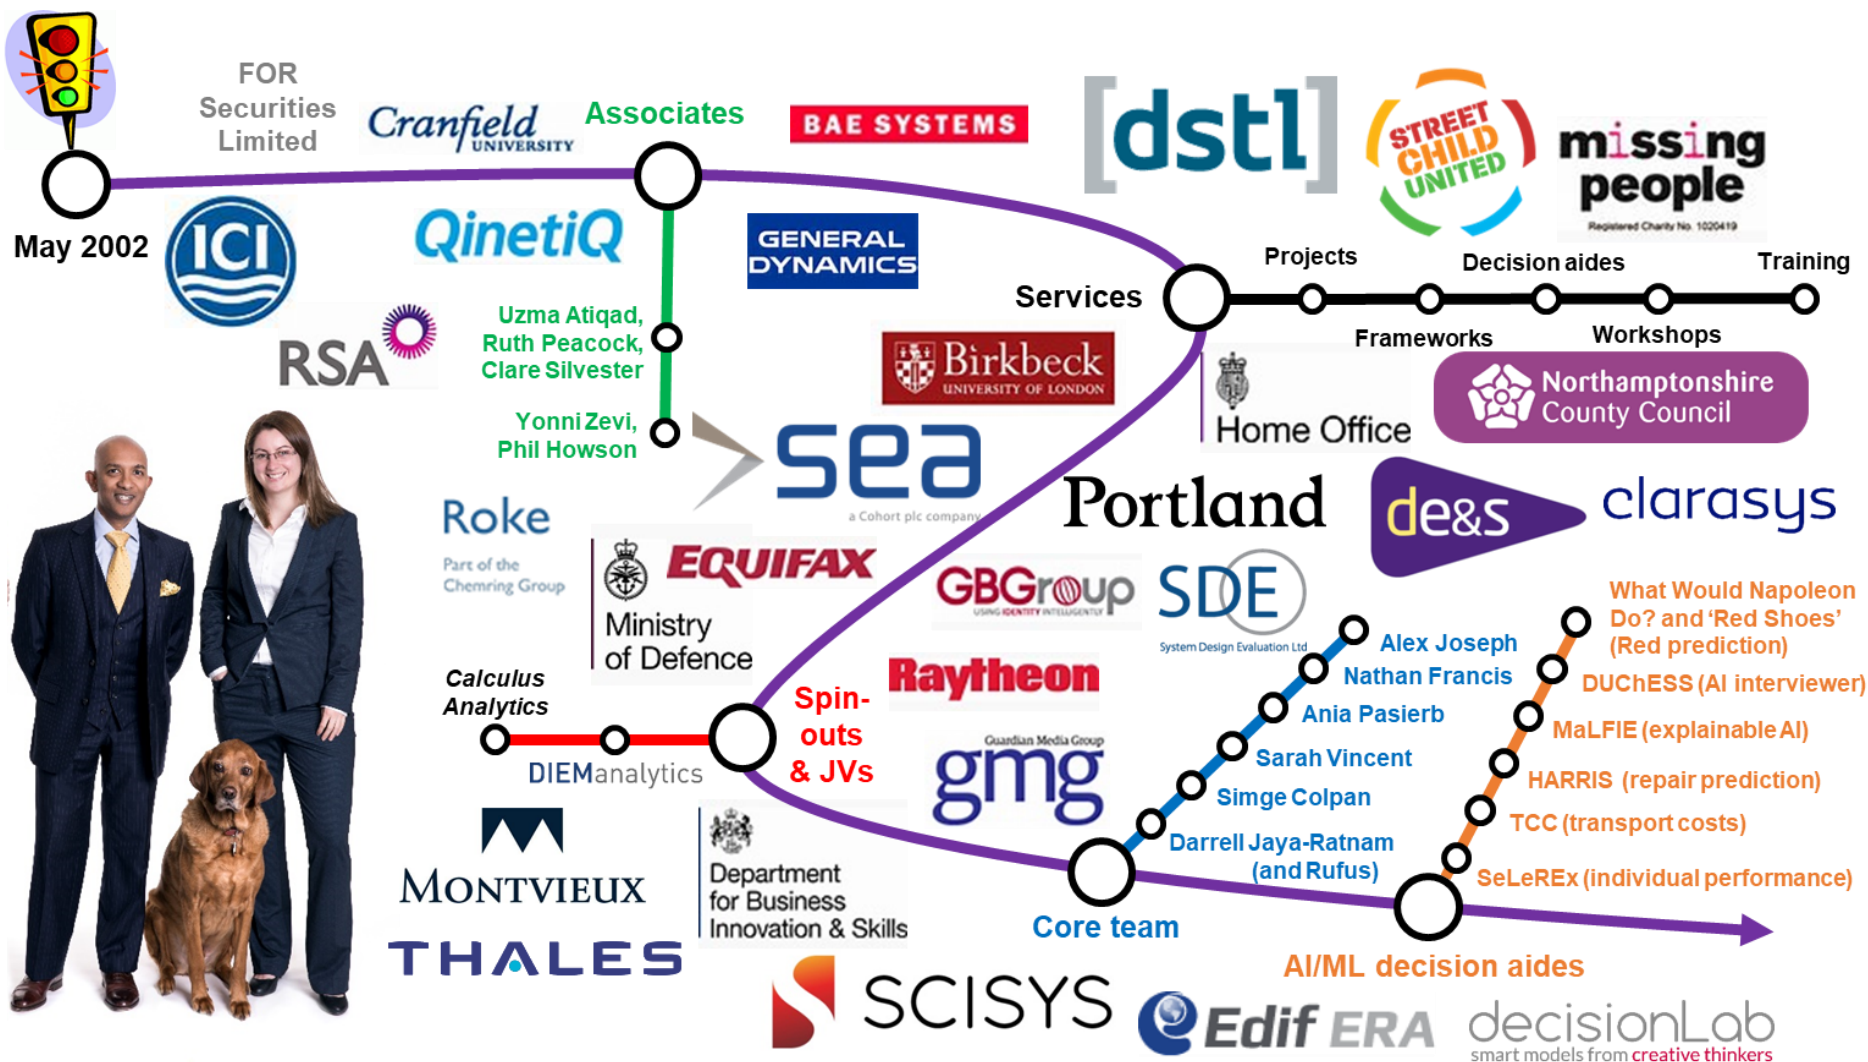 FOR
Securities
Limited
Cranfield
UNIVERSITY
Associates
BAE SYSTEMS
[dstl]
STREET
CHILD
UNITED
missing
people
Registered Charity No. 1020419
May 2002
ICI
QinetiQ
GENERAL
DYNAMICS
Services
Projects
Decision aides
Training
Frameworks
Workshops
RSA
Uzma Atiqad,
Ruth Peacock,
Clare Silvester
Yonni Zevi,
Phil Howson
Birkbeck
UNIVERSITY OF LONDON
Home Office
Northamptonshire
County Council
sea
a Cohort plc company
Roke
Part of the
Chemring Group
Portland
de&s
clarasys
Ministry
of Defence
EQUIFAX
GBGroup
USING IDENTITY INTELLIGENTLY
SDE
System Design Evaluation Ltd
Raytheon
Calculus
Analytics
DIEManalytics
Spin-
outs
& JVs
Guardian Media Group
gmg
Alex Joseph
Nathan Francis
Ania Pasierb
Sarah Vincent
Simge Colpan
Darrell Jaya-Ratnam
(and Rufus)
Core team
What Would Napoleon
Do? and ‘Red Shoes’
(Red prediction)
DUChESS (AI interviewer)
MaLFIE (explainable AI)
HARRIS (repair prediction)
TCC (transport costs)
SeLeREx (individual performance)
AI/ML decision aides
MONTVIEUX
THALES
Department
for Business
Innovation & Skills
SCISYS
Edif ERA
decisionLab
smart models from creative thinkers